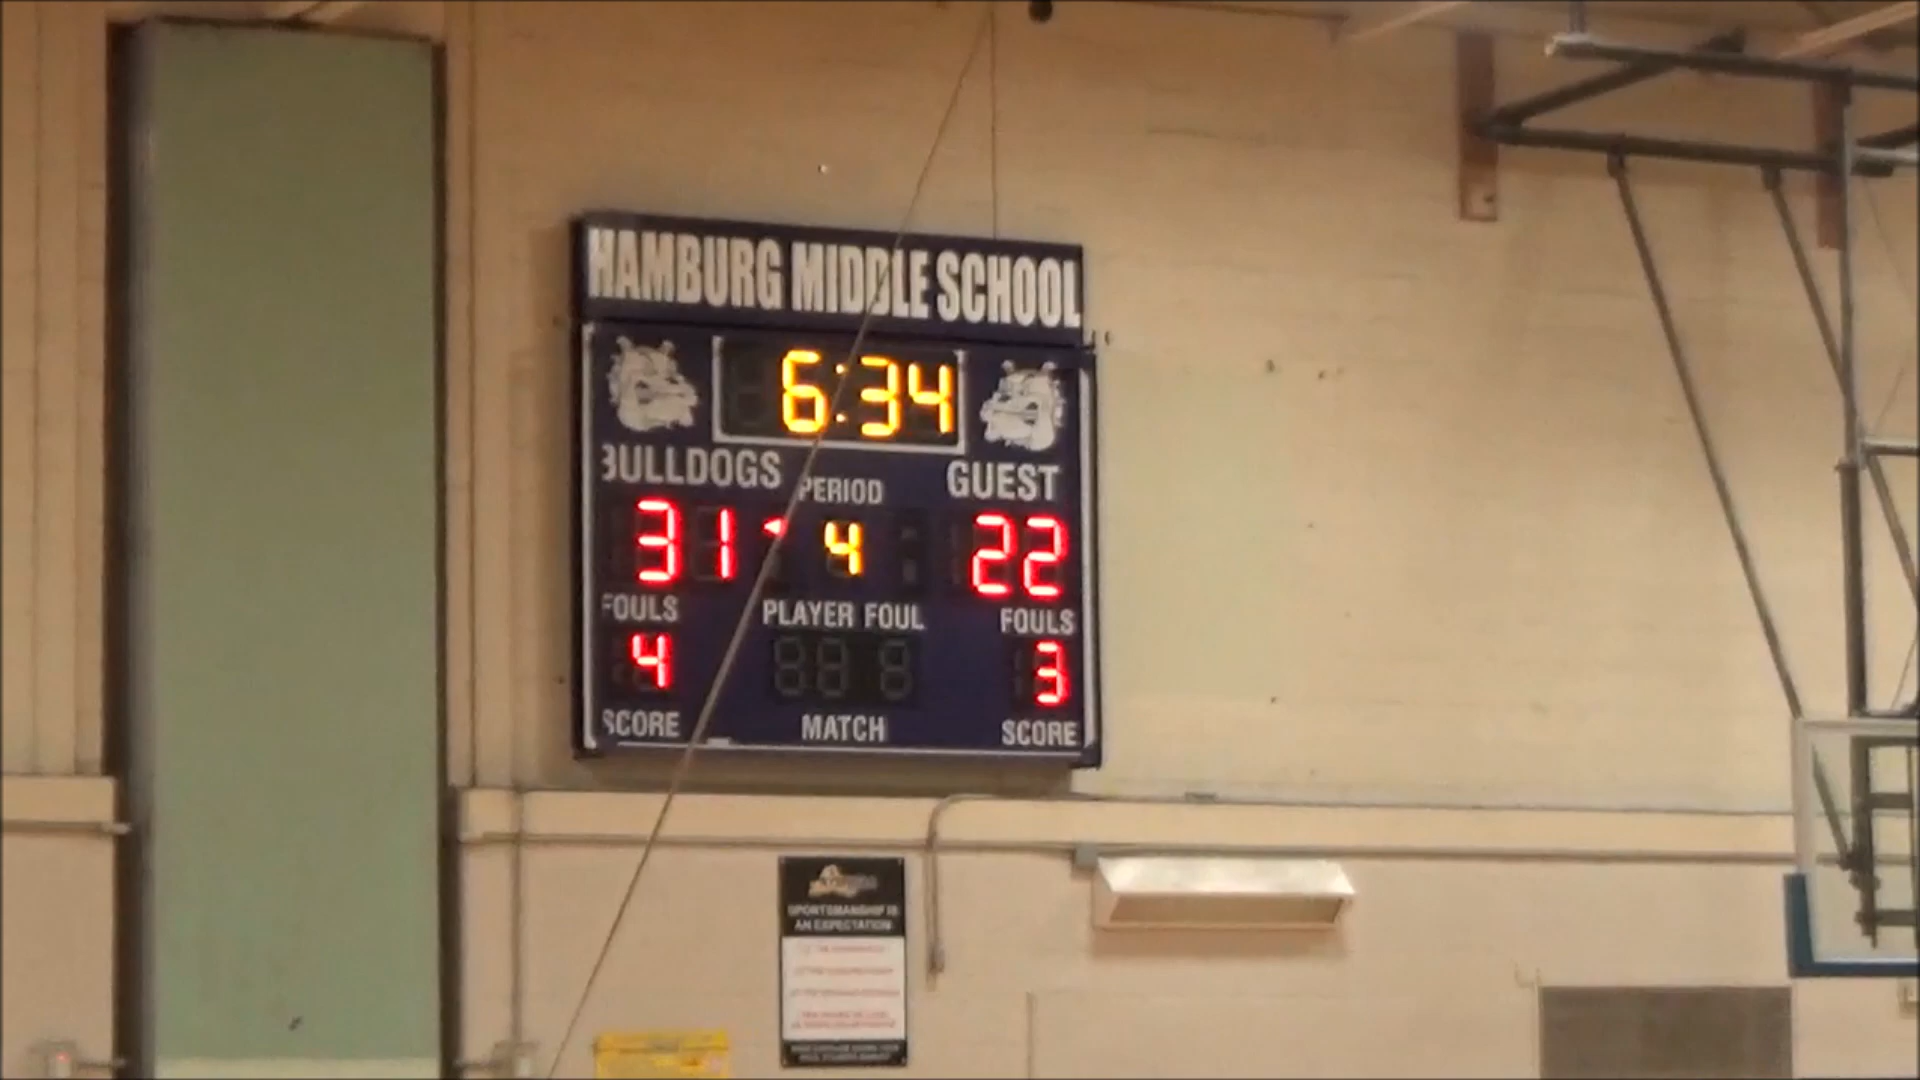 HAMBURG MIDDLE SCHOOL
6:34
BULLDOGS PERIOD GUEST
31 4 22
FOULS PLAYER FOUL FOULS
4 3
SCORE MATCH SCORE
SPORTSMANSHIP IS
AN EXPECTATION